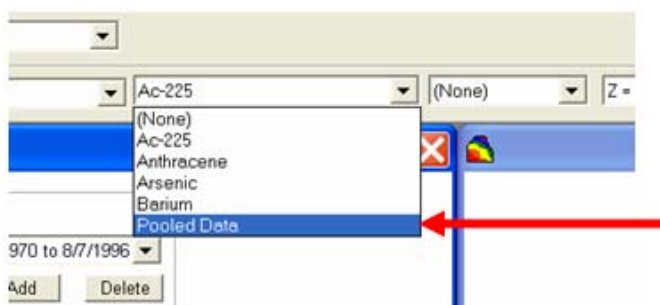 Ac-225 (None) Z =
(None)
Ac-225
Anthracene
Arsenic
Barium
Pooled Data
970 to 8/7/1996
Add Delete